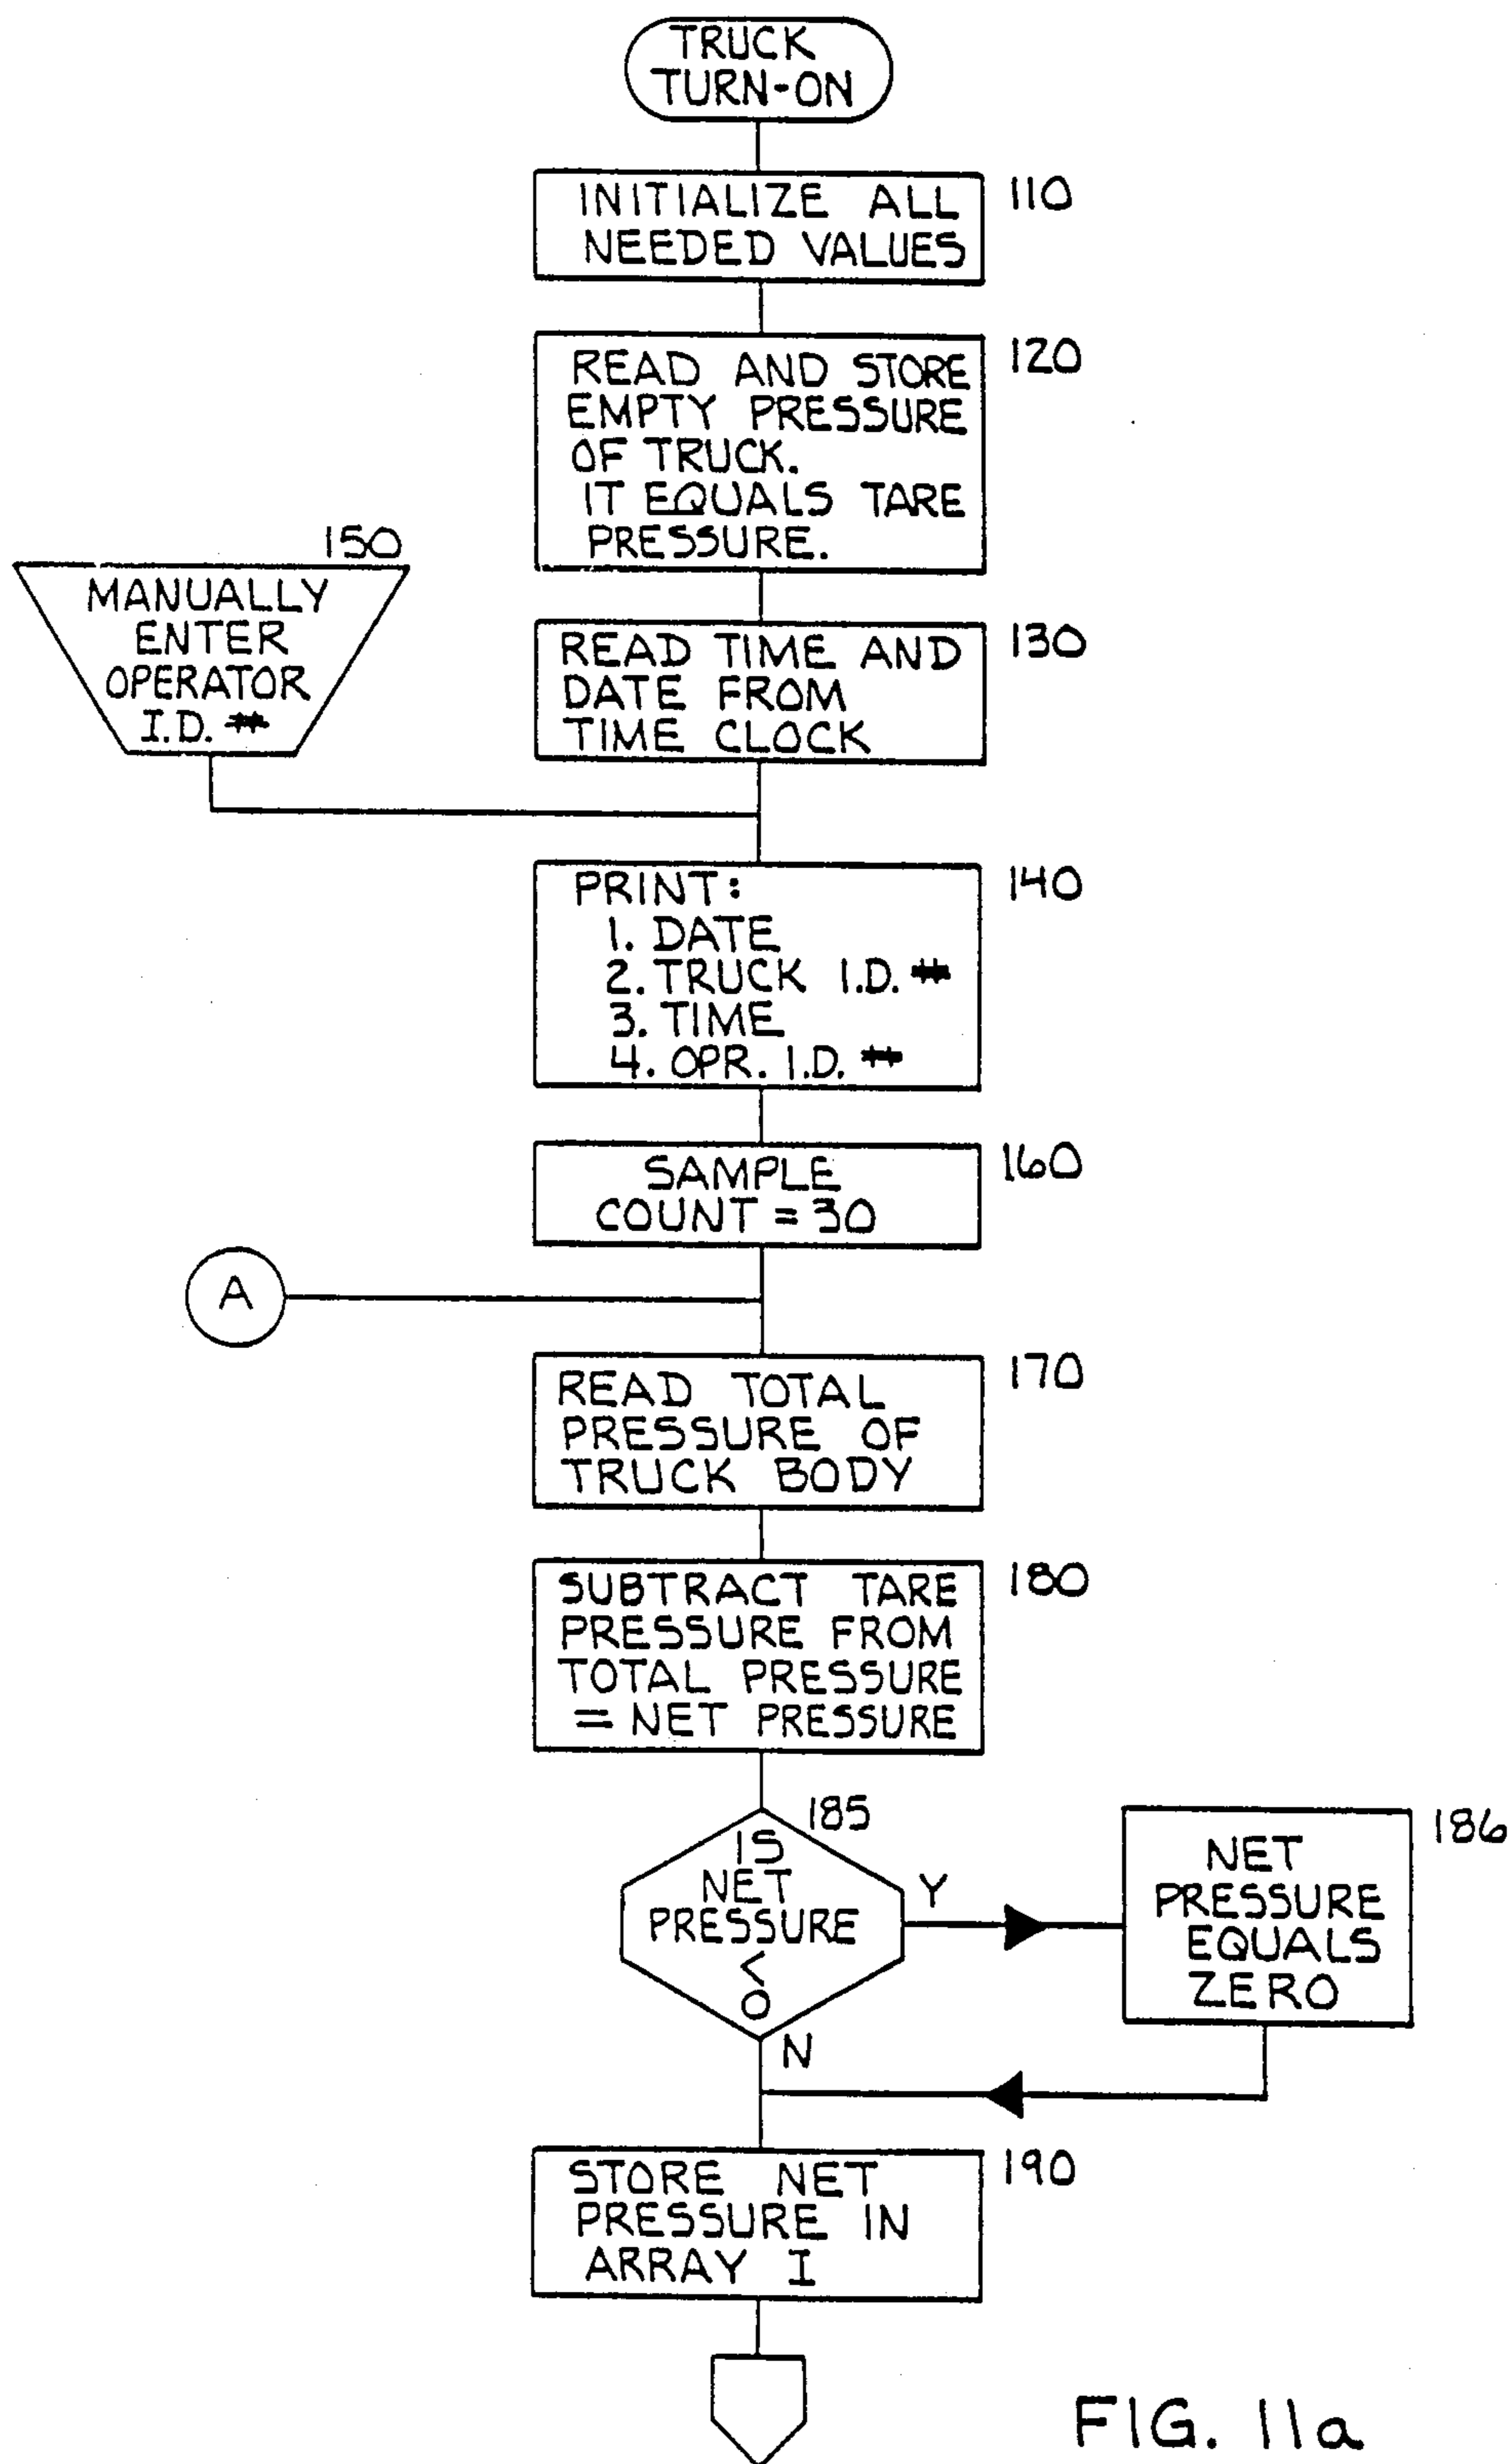 TRUCK
TURN-ON
INITIALIZE ALL
NEEDED VALUES
110
READ AND STORE
EMPTY PRESSURE
OF TRUCK.
IT EQUALS TARE
PRESSURE.
120
150
MANUALLY
ENTER
OPERATOR
I.D. #
READ TIME AND
DATE FROM
TIME CLOCK
130
PRINT:
1. DATE
2. TRUCK I.D. #
3. TIME
4. OPR. I.D. #
140
SAMPLE
COUNT = 30
160
A
READ TOTAL
PRESSURE OF
TRUCK BODY
170
SUBTRACT TARE
PRESSURE FROM
TOTAL PRESSURE
= NET PRESSURE
180
185
IS
NET
PRESSURE
<
0
Y
N
NET
PRESSURE
EQUALS
ZERO
186
STORE NET
PRESSURE IN
ARRAY I
190
FIG. 11a